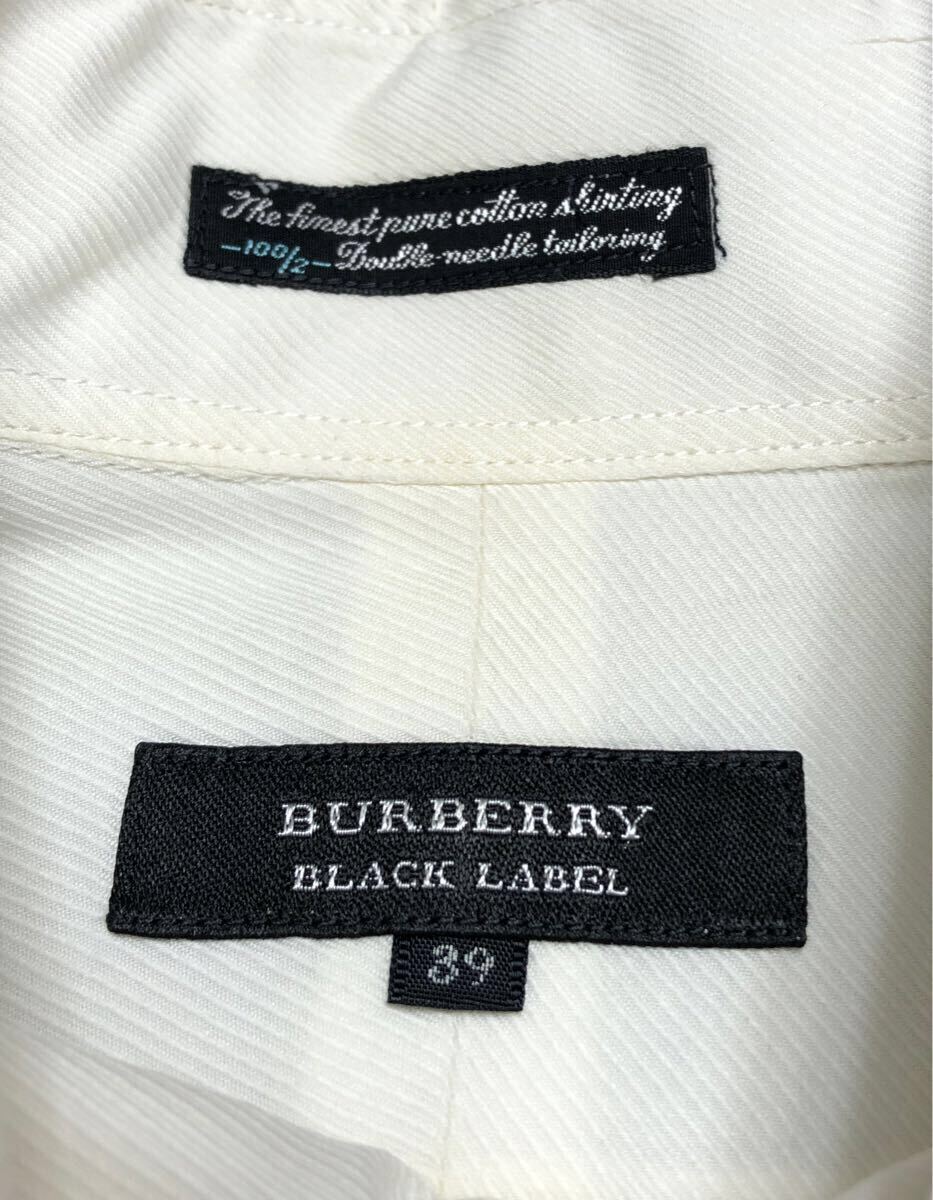 The finest pure cotton shirting
-100/2- Double-needle tailoring
BURBERRY
BLACK LABEL
39